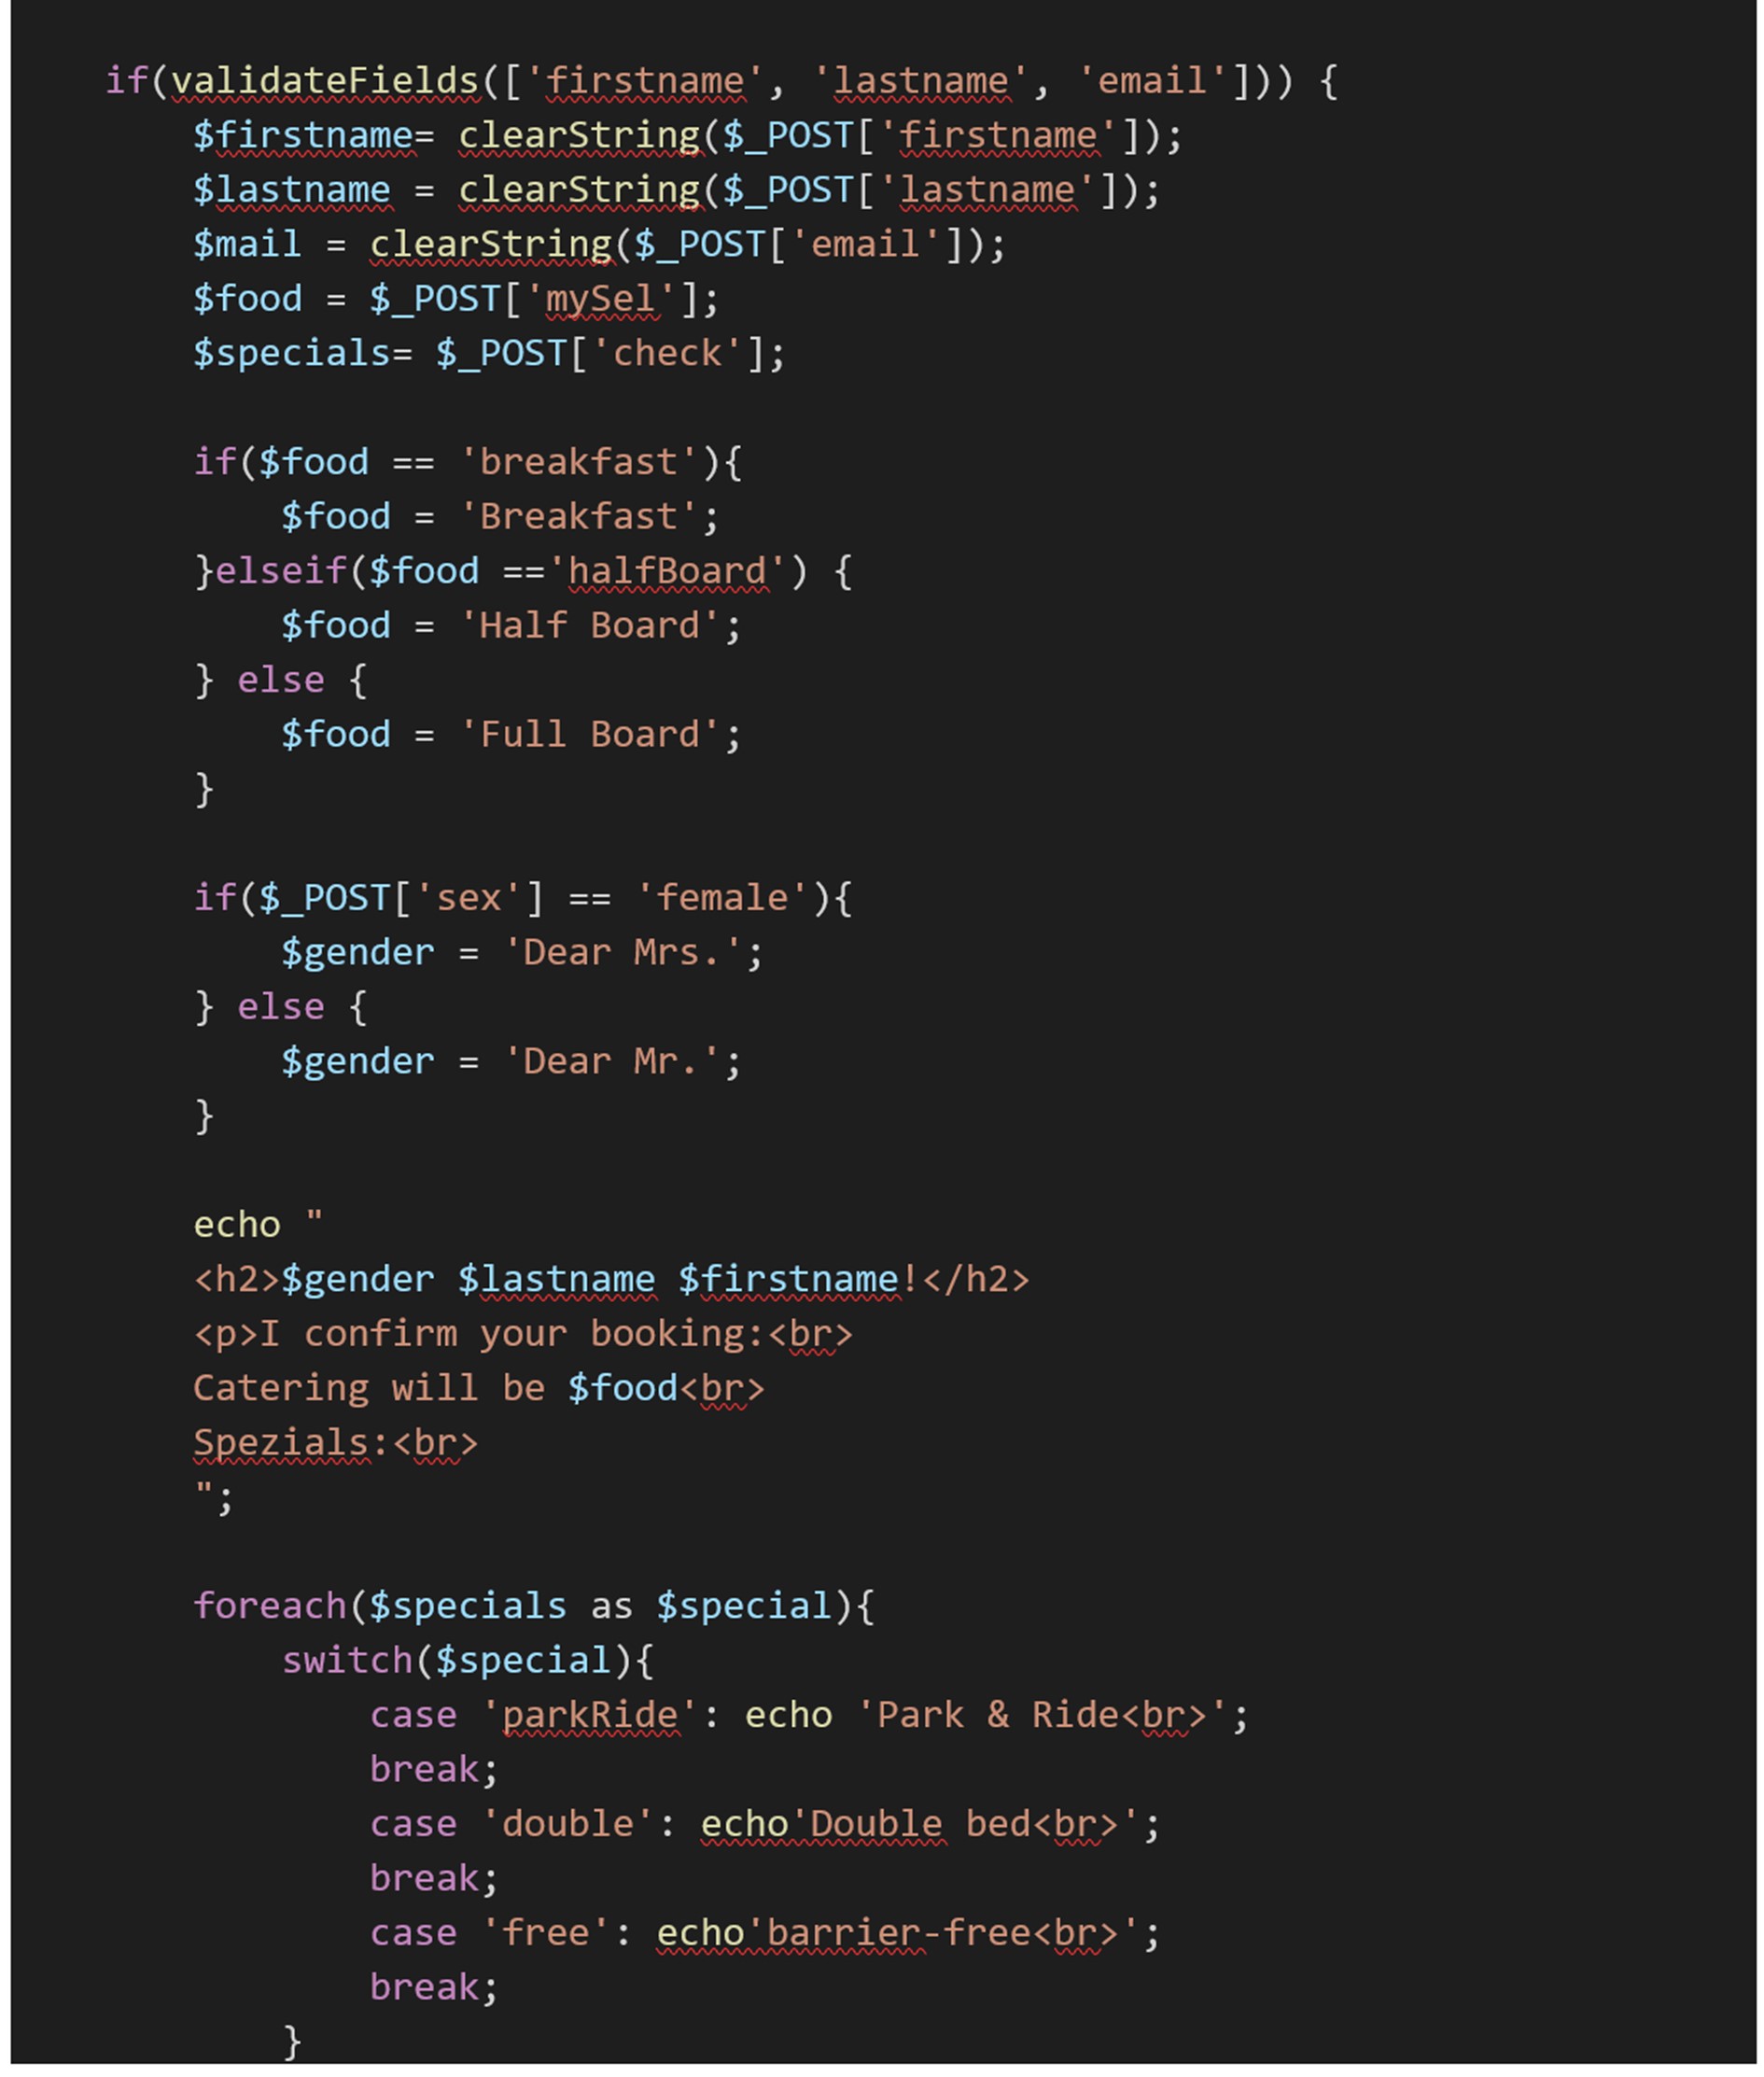 if(validateFields(['firstname', 'lastname', 'email'])) {
    $firstname= clearString($_POST['firstname']);
    $lastname = clearString($_POST['lastname']);
    $mail = clearString($_POST['email']);
    $food = $_POST['mySel'];
    $specials= $_POST['check'];

    if($food == 'breakfast'){
        $food = 'Breakfast';
    }elseif($food =='halfBoard') {
        $food = 'Half Board';
    } else {
        $food = 'Full Board';
    }

    if($_POST['sex'] == 'female'){
        $gender = 'Dear Mrs.';
    } else {
        $gender = 'Dear Mr.';
    }

    echo "
    <h2>$gender $lastname $firstname!</h2>
    <p>I confirm your booking:<br>
    Catering will be $food<br>
    Spezials:<br>
    ";

    foreach($specials as $special){
        switch($special){
            case 'parkRide': echo 'Park & Ride<br>';
            break;
            case 'double': echo'Double bed<br>';
            break;
            case 'free': echo'barrier-free<br>';
            break;
        }